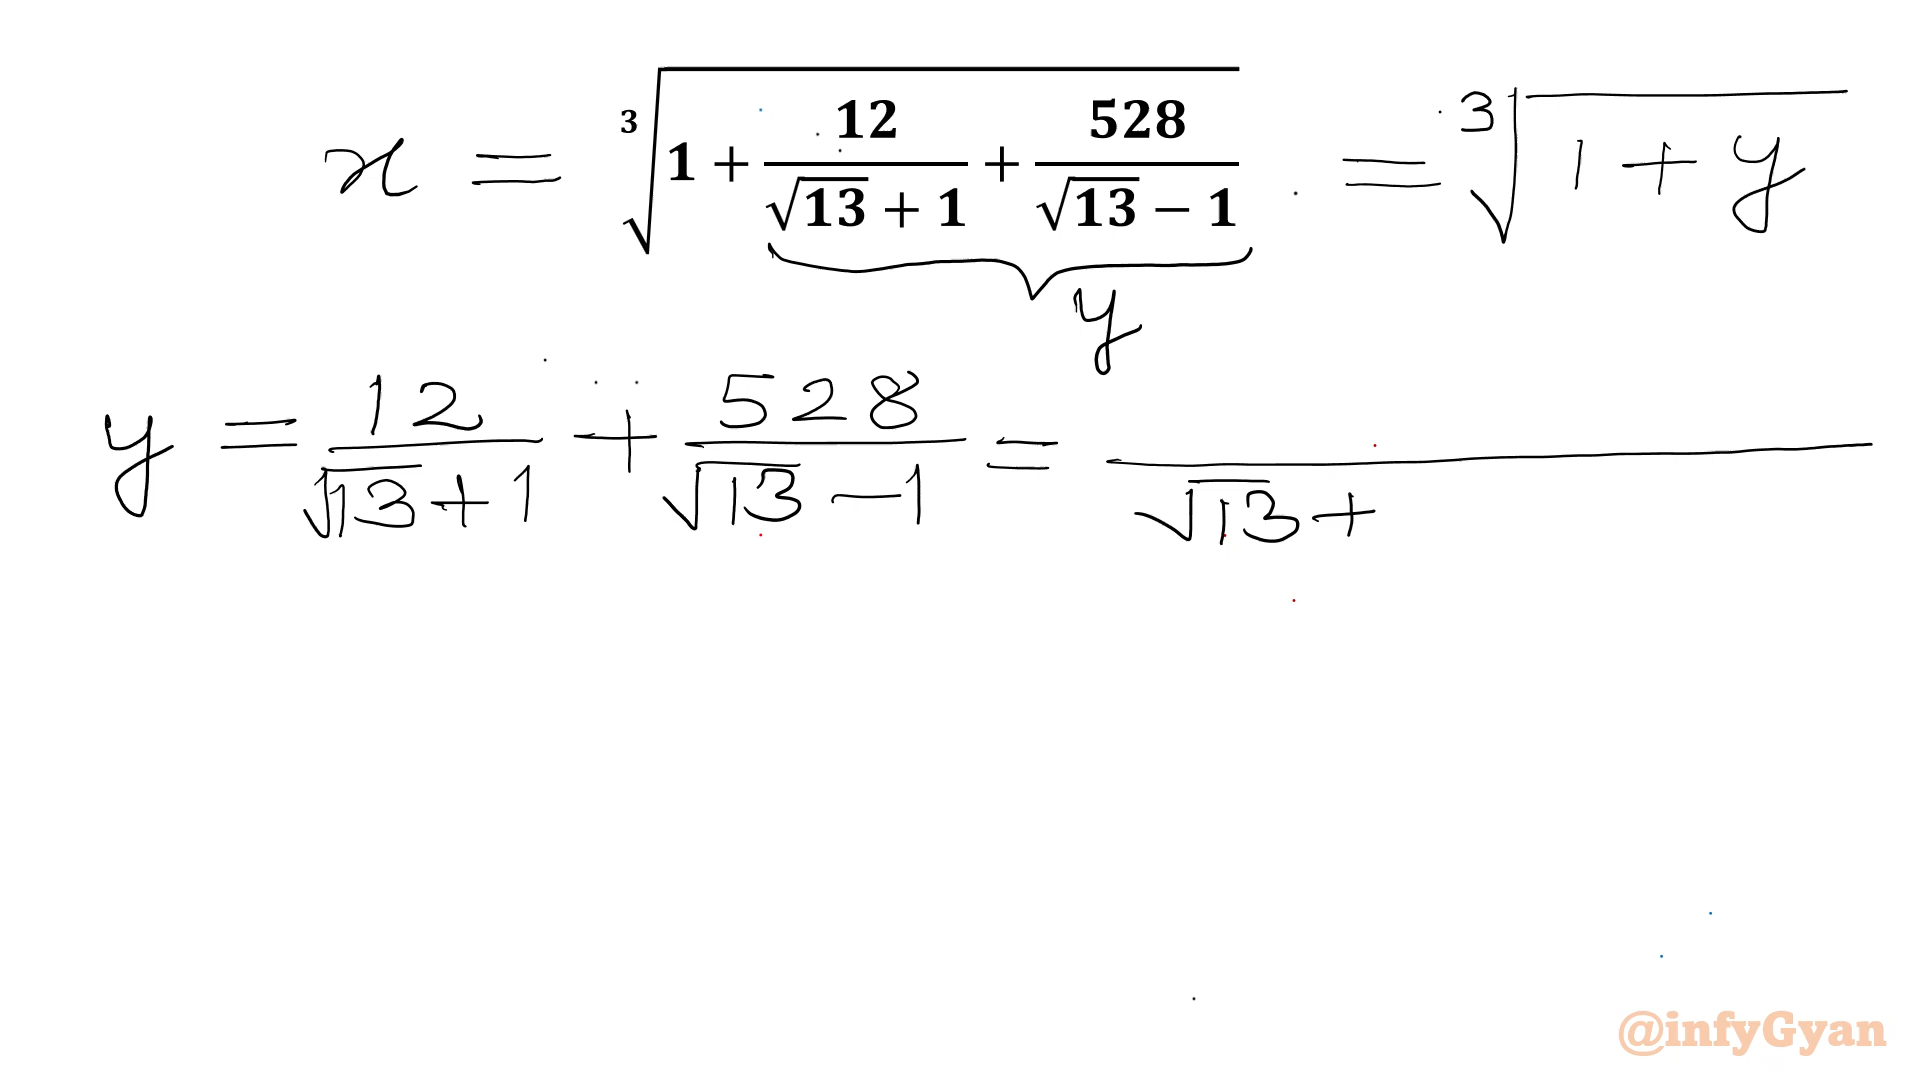 x = ∛(1 + 12/(√13 + 1) + 528/(√13 − 1)) = ∛(1 + y)
y
y = 12/(√13 + 1) + 528/(√13 − 1) = /(√13 +
@infyGyan